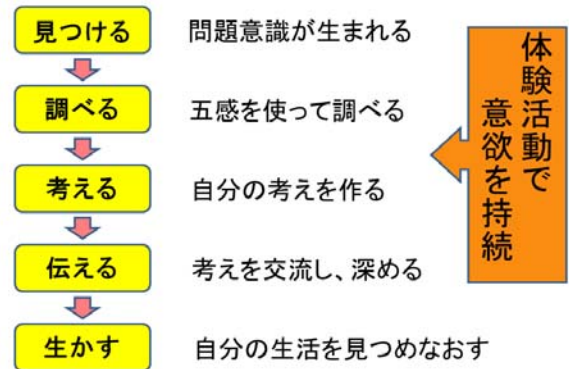 見つける 問題意識が生まれる
調べる 五感を使って調べる
考える 自分の考えを作る
伝える 考えを交流し、深める
生かす 自分の生活を見つめなおす
体験活動で
意欲を持続